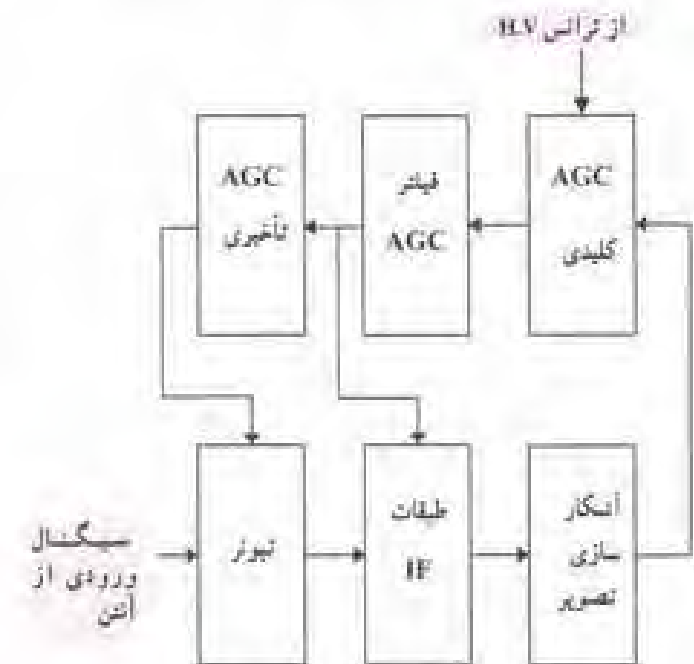 از ترانس H.V
AGC
کلیدی
فیلتر
AGC
AGC
تأخیری
سیگنال
ورودی از
آنتن
تیونر
طبقات
IF
آشکار
سازی
تصویر